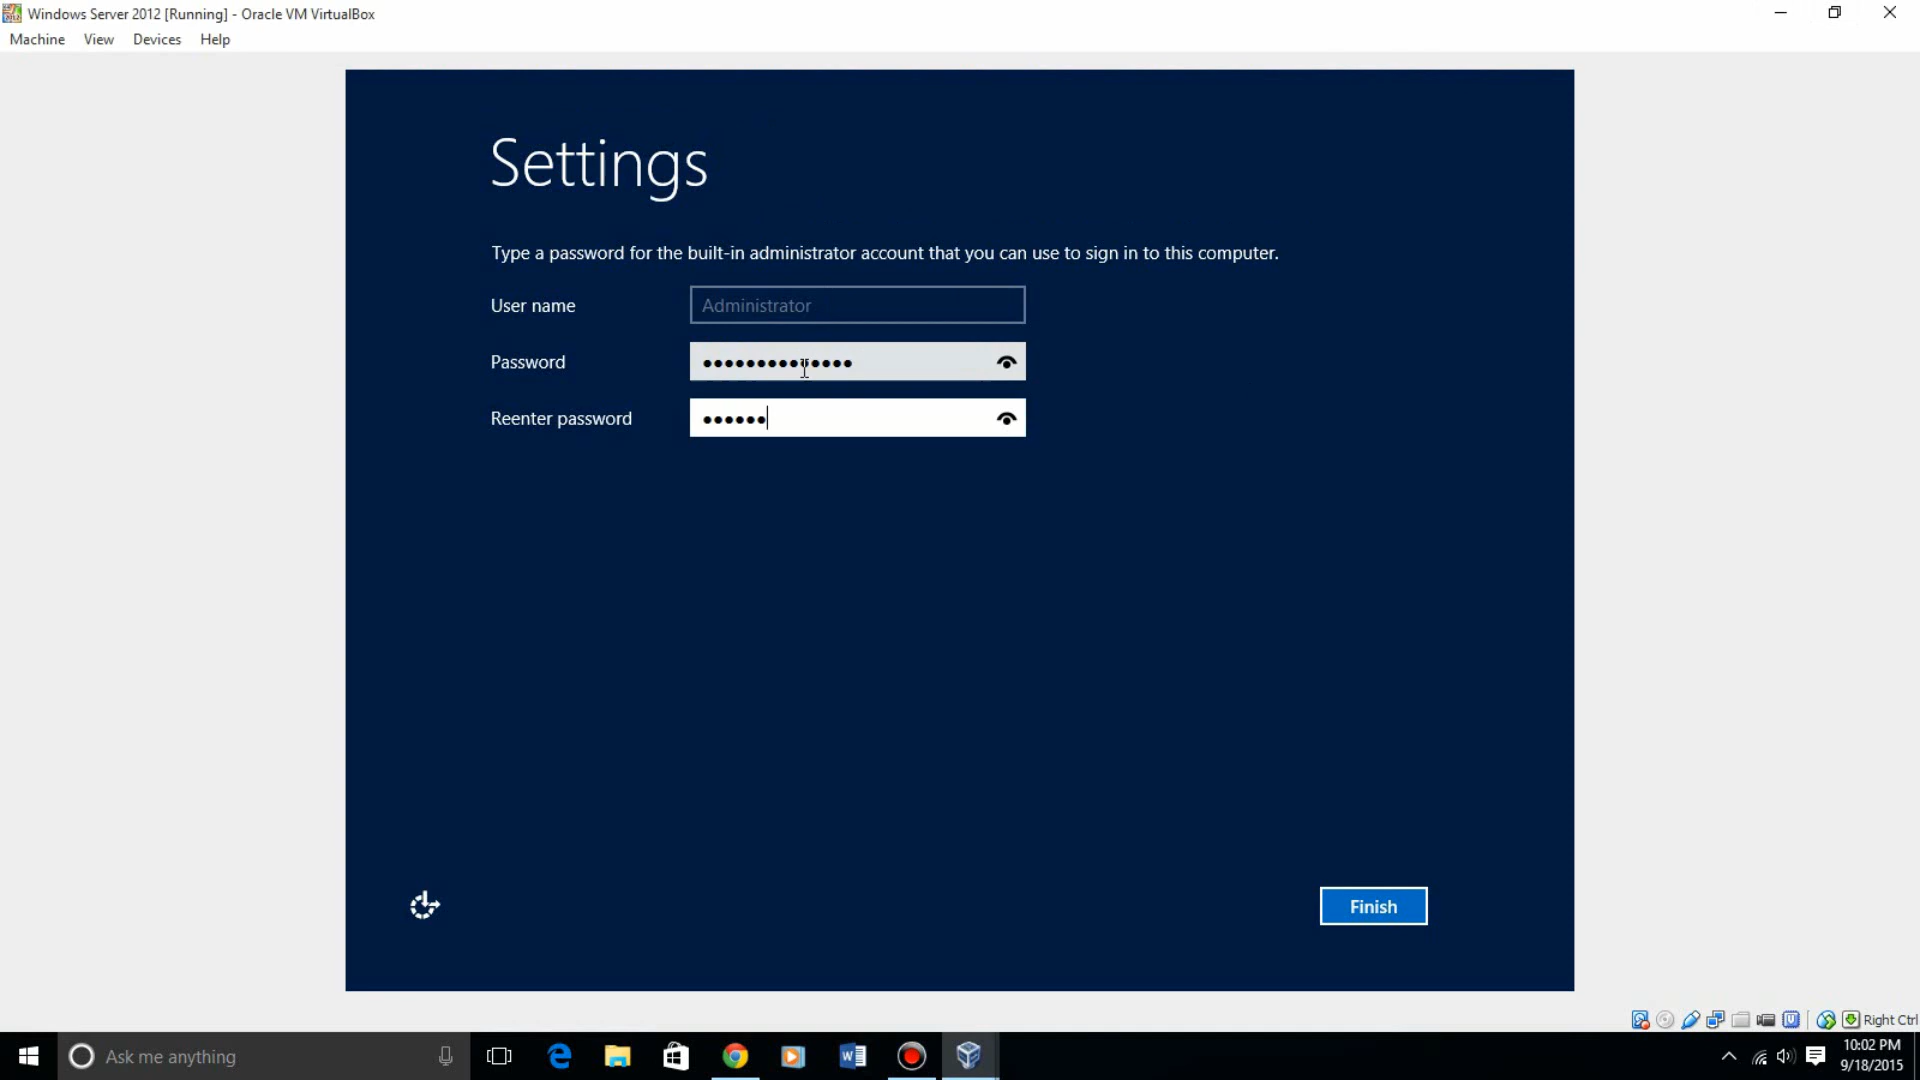 Windows Server 2012 [Running] - Oracle VM VirtualBox
Machine View Devices Help
Settings
Type a password for the built-in administrator account that you can use to sign in to this computer.
User name Administrator
Password ●●●●●●●●●●●●●●
Reenter password ●●●●●●
Finish
Right Ctrl
Ask me anything
10:02 PM
9/18/2015